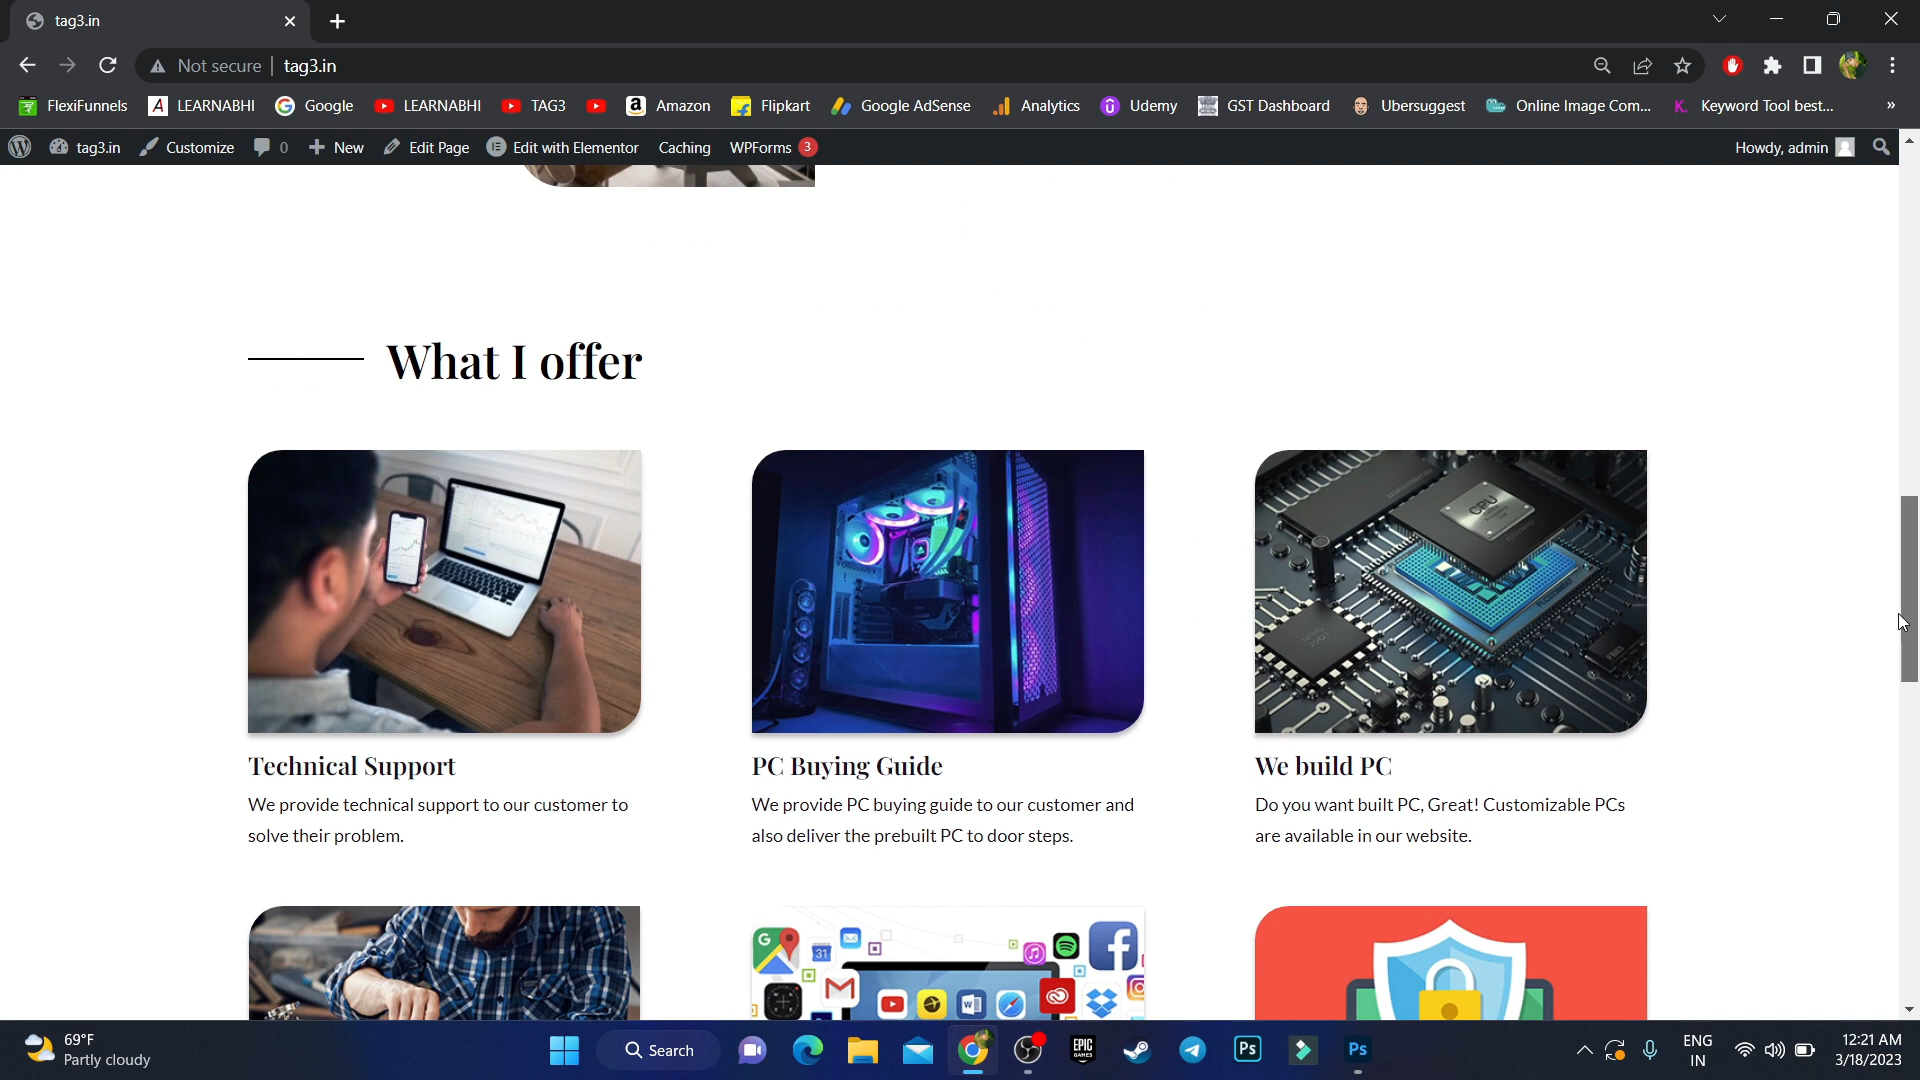 tag3.in
Not secure | tag3.in
FlexiFunnels LEARNABHI Google LEARNABHI TAG3 Amazon Flipkart Google AdSense Analytics Udemy GST Dashboard Ubersuggest Online Image Com... Keyword Tool best... »
tag3.in Customize 0 New Edit Page Edit with Elementor Caching WPForms 3 Howdy, admin
What I offer
CPU
Technical Support
We provide technical support to our customer to
solve their problem.
PC Buying Guide
We provide PC buying guide to our customer and
also deliver the prebuilt PC to door steps.
We build PC
Do you want built PC, Great! Customizable PCs
are available in our website.
69°F
Partly cloudy
Search
EPIC
GAMES
Ps
Ps
ENG
IN
12:21 AM
3/18/2023